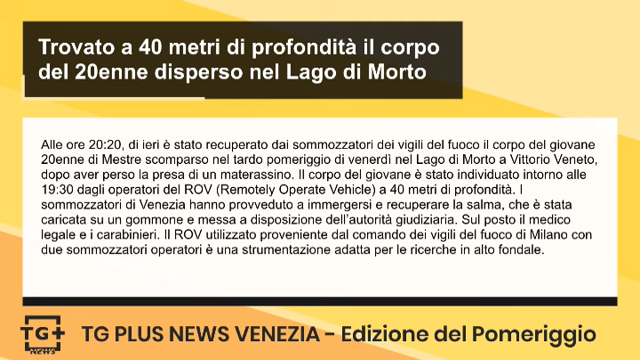 Trovato a 40 metri di profondità il corpo
del 20enne disperso nel Lago di Morto
Alle ore 20:20, di ieri è stato recuperato dai sommozzatori dei vigili del fuoco il corpo del giovane
20enne di Mestre scomparso nel tardo pomeriggio di venerdì nel Lago di Morto a Vittorio Veneto,
dopo aver perso la presa di un materassino. Il corpo del giovane è stato individuato intorno alle
19:30 dagli operatori del ROV (Remotely Operate Vehicle) a 40 metri di profondità. I
sommozzatori di Venezia hanno provveduto a immergersi e recuperare la salma, che è stata
caricata su un gommone e messa a disposizione dell'autorità giudiziaria. Sul posto il medico
legale e i carabinieri. Il ROV utilizzato proveniente dal comando dei vigili del fuoco di Milano con
due sommozzatori operatori è una strumentazione adatta per le ricerche in alto fondale.
TG+
NEWS
TG PLUS NEWS VENEZIA - Edizione del Pomeriggio